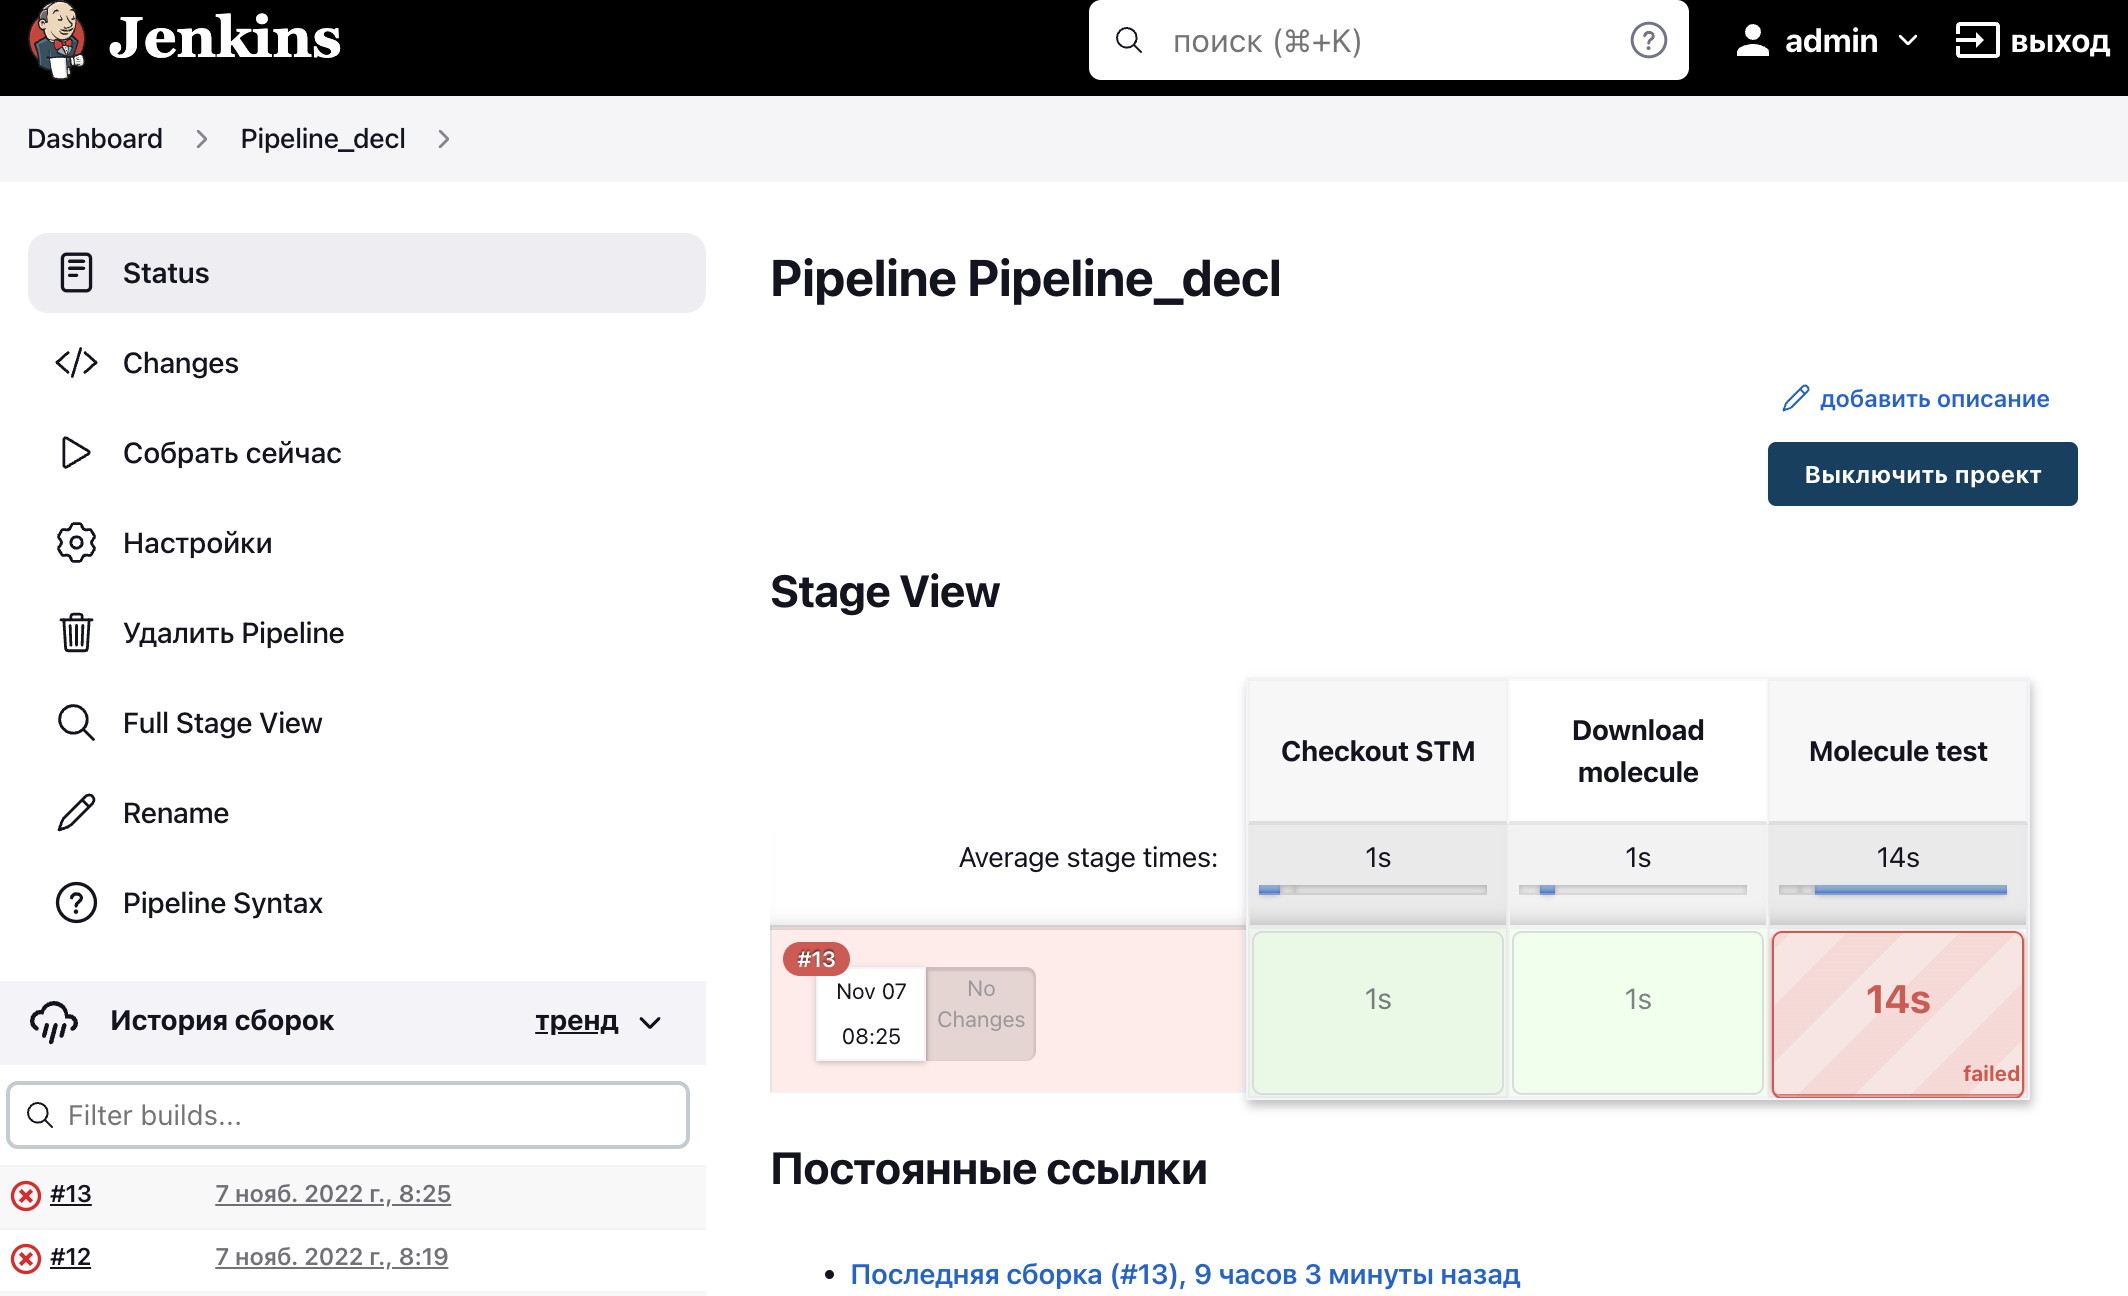 Jenkins
поиск (⌘+K)
?
admin
выход
Dashboard
Pipeline_decl
Status
Changes
Собрать сейчас
Настройки
Удалить Pipeline
Full Stage View
Rename
Pipeline Syntax
История сборок
тренд
Filter builds...
#13 7 нояб. 2022 г., 8:25
#12 7 нояб. 2022 г., 8:19
Pipeline Pipeline_decl
добавить описание
Выключить проект
Stage View
Checkout STM
Download
molecule
Molecule test
Average stage times:
1s
1s
14s
#13
Nov 07
08:25
No
Changes
1s
1s
14s
failed
Постоянные ссылки
Последняя сборка (#13), 9 часов 3 минуты назад